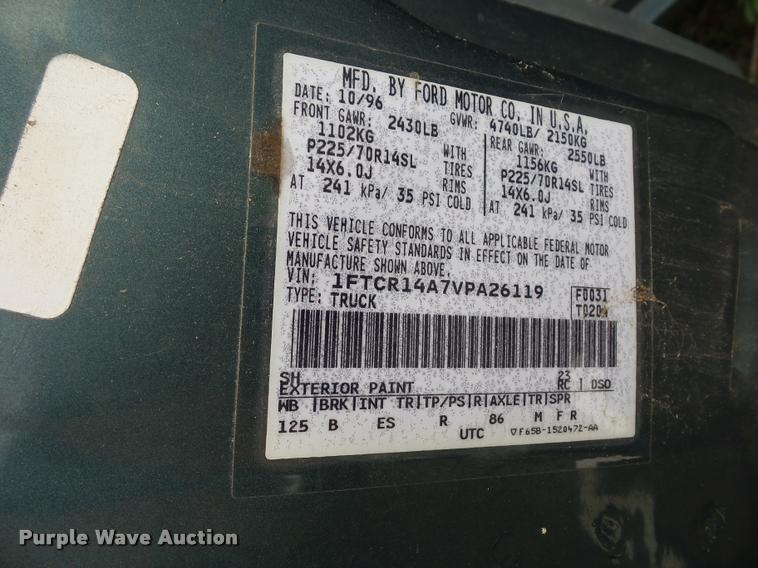 MFD. BY FORD MOTOR CO. IN U.S.A.
DATE: 10/96 GVWR: 4740LB/ 2150KG
FRONT GAWR: 2430LB REAR GAWR: 2550LB
1102KG WITH 1156KG WITH
P225/70R14SL TIRES P225/70R14SL TIRES
14X6.0J RIMS 14X6.0J RIMS
AT 241 kPa/ 35 PSI COLD AT 241 kPa/ 35 PSI COLD
THIS VEHICLE CONFORMS TO ALL APPLICABLE FEDERAL MOTOR
VEHICLE SAFETY STANDARDS IN EFFECT ON THE DATE OF
MANUFACTURE SHOWN ABOVE.
VIN: 1FTCR14A7VPA26119 F0031
TYPE: TRUCK
SH 23
EXTERIOR PAINT RC | DSO
WB |BRK|INT TR|TP/PS|R|AXLE|TR|SPR
125 B ES R 86 M F R
UTC ▽F65B-1520472-AA
Purple Wave Auction